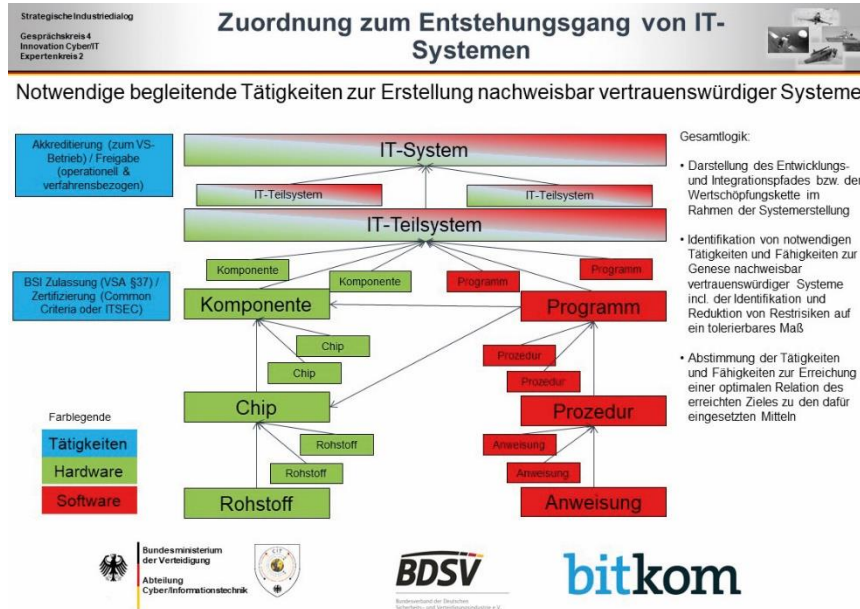 Strategische Industriedialog
Gesprächskreis 4
Innovation Cyber/IT
Expertenkreis 2
Zuordnung zum Entstehungsgang von IT-
Systemen
Notwendige begleitende Tätigkeiten zur Erstellung nachweisbar vertrauenswürdiger Systeme
Akkreditierung (zum VS-
Betrieb) / Freigabe
(operationell &
verfahrensbezogen)
IT-System
IT-Teilsystem
IT-Teilsystem
IT-Teilsystem
BSI Zulassung (VSA §37) /
Zertifizierung (Common
Criteria oder ITSEC)
Komponente
Komponente
Programm
Programm
Komponente
Programm
Chip
Chip
Prozedur
Prozedur
Chip
Prozedur
Rohstoff
Rohstoff
Anweisung
Anweisung
Rohstoff
Anweisung
Farblegende
Tätigkeiten
Hardware
Software
Gesamtlogik:
• Darstellung des Entwicklungs-
und Integrationspfades bzw. der
Wertschöpfungskette im
Rahmen der Systemerstellung
• Identifikation von notwendigen
Tätigkeiten und Fähigkeiten zur
Genese nachweisbar
vertrauenswürdiger Systeme
incl. der Identifikation und
Reduktion von Restrisiken auf
ein tolerierbares Maß
• Abstimmung der Tätigkeiten
und Fähigkeiten zur Erreichung
einer optimalen Relation des
erreichten Zieles zu den dafür
eingesetzten Mitteln
Bundesministerium
der Verteidigung
Abteilung
Cyber/Informationstechnik
BDSV
Bundesverband der Deutschen
Sicherheits- und Verteidigungsindustrie e.V.
bitkom